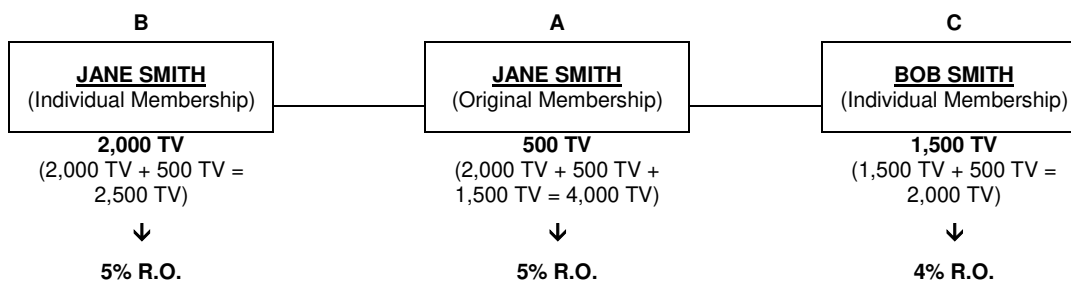 B
A
C
JANE SMITH
(Individual Membership)
JANE SMITH
(Original Membership)
BOB SMITH
(Individual Membership)
2,000 TV
(2,000 TV + 500 TV =
2,500 TV)
500 TV
(2,000 TV + 500 TV +
1,500 TV = 4,000 TV)
1,500 TV
(1,500 TV + 500 TV =
2,000 TV)
5% R.O.
5% R.O.
4% R.O.